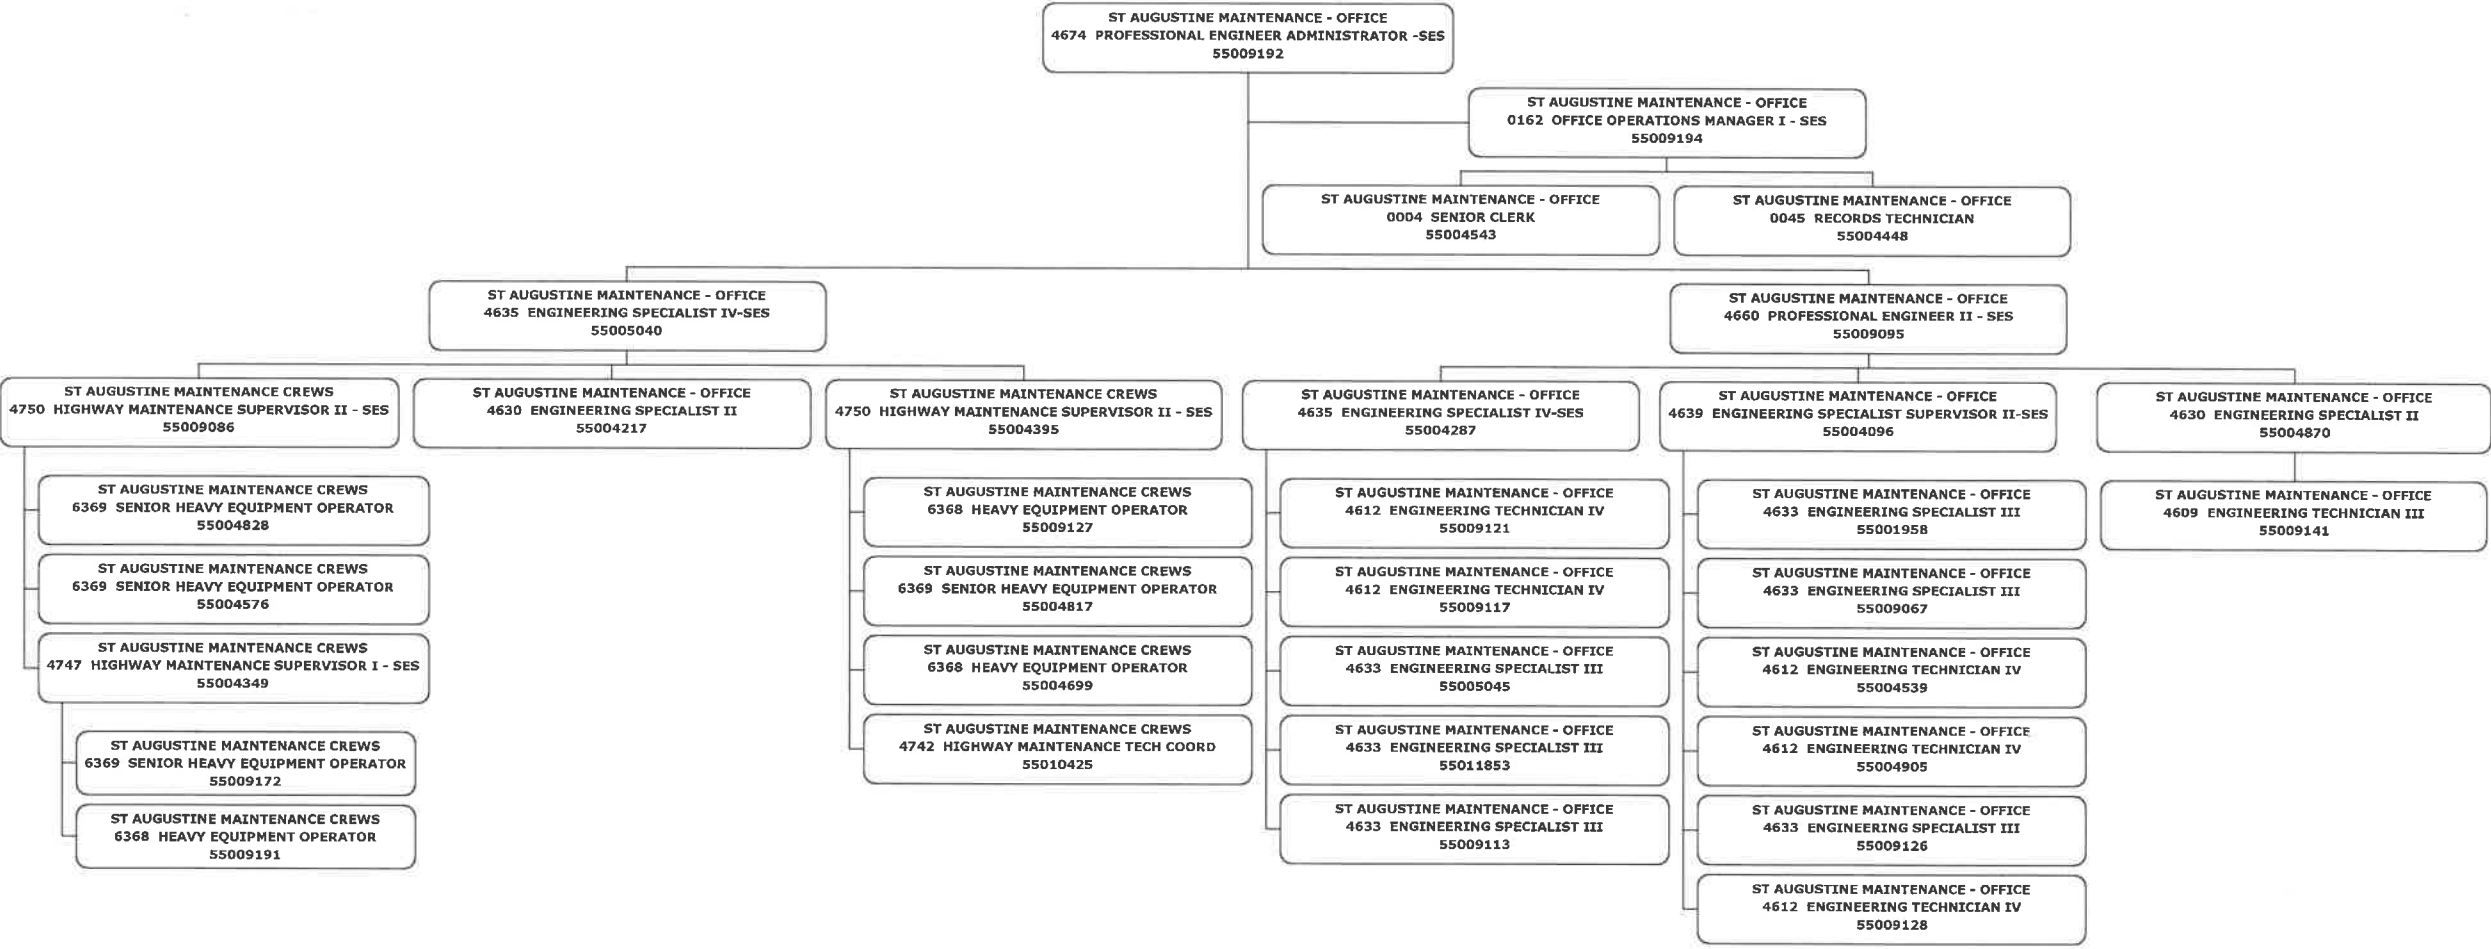 ST AUGUSTINE MAINTENANCE - OFFICE
4674 PROFESSIONAL ENGINEER ADMINISTRATOR -SES
55009192
ST AUGUSTINE MAINTENANCE - OFFICE
0162 OFFICE OPERATIONS MANAGER I - SES
55009194
ST AUGUSTINE MAINTENANCE - OFFICE
0004 SENIOR CLERK
55004543
ST AUGUSTINE MAINTENANCE - OFFICE
0045 RECORDS TECHNICIAN
55004448
ST AUGUSTINE MAINTENANCE - OFFICE
4635 ENGINEERING SPECIALIST IV-SES
55005040
ST AUGUSTINE MAINTENANCE - OFFICE
4660 PROFESSIONAL ENGINEER II - SES
55009095
ST AUGUSTINE MAINTENANCE CREWS
4750 HIGHWAY MAINTENANCE SUPERVISOR II - SES
55009086
ST AUGUSTINE MAINTENANCE - OFFICE
4630 ENGINEERING SPECIALIST II
55004217
ST AUGUSTINE MAINTENANCE CREWS
4750 HIGHWAY MAINTENANCE SUPERVISOR II - SES
55004395
ST AUGUSTINE MAINTENANCE - OFFICE
4635 ENGINEERING SPECIALIST IV-SES
55004287
ST AUGUSTINE MAINTENANCE - OFFICE
4639 ENGINEERING SPECIALIST SUPERVISOR II-SES
55004096
ST AUGUSTINE MAINTENANCE - OFFICE
4630 ENGINEERING SPECIALIST II
55004870
ST AUGUSTINE MAINTENANCE CREWS
6369 SENIOR HEAVY EQUIPMENT OPERATOR
55004828
ST AUGUSTINE MAINTENANCE CREWS
6369 SENIOR HEAVY EQUIPMENT OPERATOR
55004576
ST AUGUSTINE MAINTENANCE CREWS
4747 HIGHWAY MAINTENANCE SUPERVISOR I - SES
55004349
ST AUGUSTINE MAINTENANCE CREWS
6369 SENIOR HEAVY EQUIPMENT OPERATOR
55009172
ST AUGUSTINE MAINTENANCE CREWS
6368 HEAVY EQUIPMENT OPERATOR
55009191
ST AUGUSTINE MAINTENANCE CREWS
6368 HEAVY EQUIPMENT OPERATOR
55009127
ST AUGUSTINE MAINTENANCE CREWS
6369 SENIOR HEAVY EQUIPMENT OPERATOR
55004817
ST AUGUSTINE MAINTENANCE CREWS
6368 HEAVY EQUIPMENT OPERATOR
55004699
ST AUGUSTINE MAINTENANCE CREWS
4742 HIGHWAY MAINTENANCE TECH COORD
55010425
ST AUGUSTINE MAINTENANCE - OFFICE
4612 ENGINEERING TECHNICIAN IV
55009121
ST AUGUSTINE MAINTENANCE - OFFICE
4612 ENGINEERING TECHNICIAN IV
55009117
ST AUGUSTINE MAINTENANCE - OFFICE
4633 ENGINEERING SPECIALIST III
55005045
ST AUGUSTINE MAINTENANCE - OFFICE
4633 ENGINEERING SPECIALIST III
55011853
ST AUGUSTINE MAINTENANCE - OFFICE
4633 ENGINEERING SPECIALIST III
55009113
ST AUGUSTINE MAINTENANCE - OFFICE
4633 ENGINEERING SPECIALIST III
55001958
ST AUGUSTINE MAINTENANCE - OFFICE
4633 ENGINEERING SPECIALIST III
55009067
ST AUGUSTINE MAINTENANCE - OFFICE
4612 ENGINEERING TECHNICIAN IV
55004539
ST AUGUSTINE MAINTENANCE - OFFICE
4612 ENGINEERING TECHNICIAN IV
55004905
ST AUGUSTINE MAINTENANCE - OFFICE
4633 ENGINEERING SPECIALIST III
55009126
ST AUGUSTINE MAINTENANCE - OFFICE
4612 ENGINEERING TECHNICIAN IV
55009128
ST AUGUSTINE MAINTENANCE - OFFICE
4609 ENGINEERING TECHNICIAN III
55009141